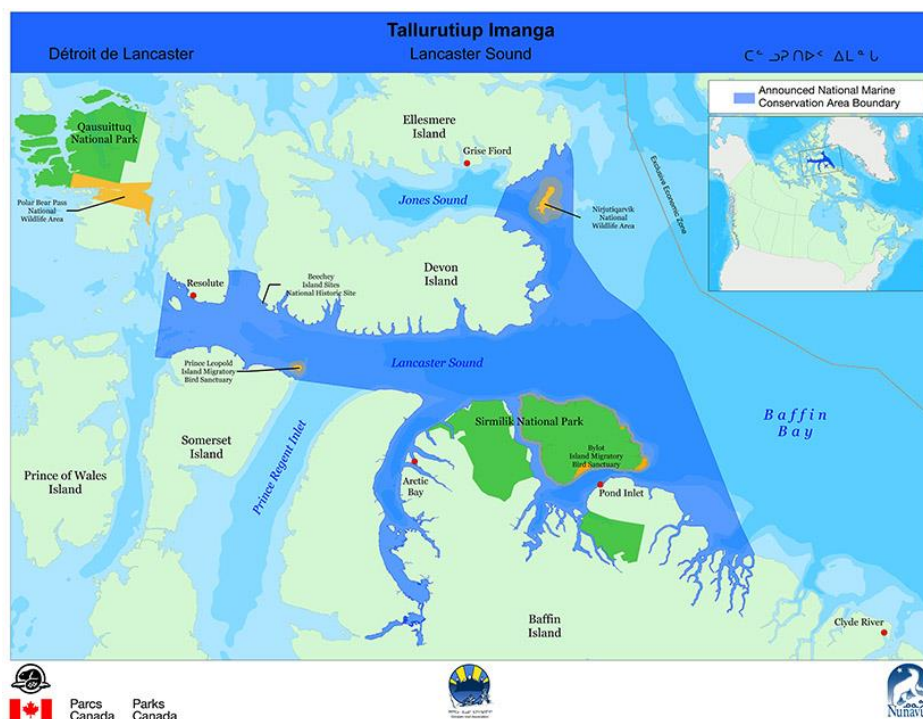 Tallurutiup Imanga
Détroit de Lancaster
Lancaster Sound
ᑕᓪᓗᕈᑎᐅᑉ ᐃᒪᖓ
Announced National Marine
Conservation Area Boundary
Qausuittuq
National Park
Polar Bear Pass
National
Wildlife Area
Ellesmere
Island
Grise Fiord
Jones Sound
Nirjutiqarvik
National
Wildlife Area
Exclusive Economic Zone
Resolute
Beechey
Island Sites
National Historic Site
Devon
Island
Prince Leopold
Island Migratory
Bird Sanctuary
Lancaster Sound
Baffin
Bay
Sirmilik National Park
Bylot
Island Migratory
Bird Sanctuary
Somerset
Island
Prince of Wales
Island
Prince Regent Inlet
Arctic
Bay
Pond Inlet
Baffin
Island
Clyde River
Parcs
Canada
Parks
Canada
Nunavut